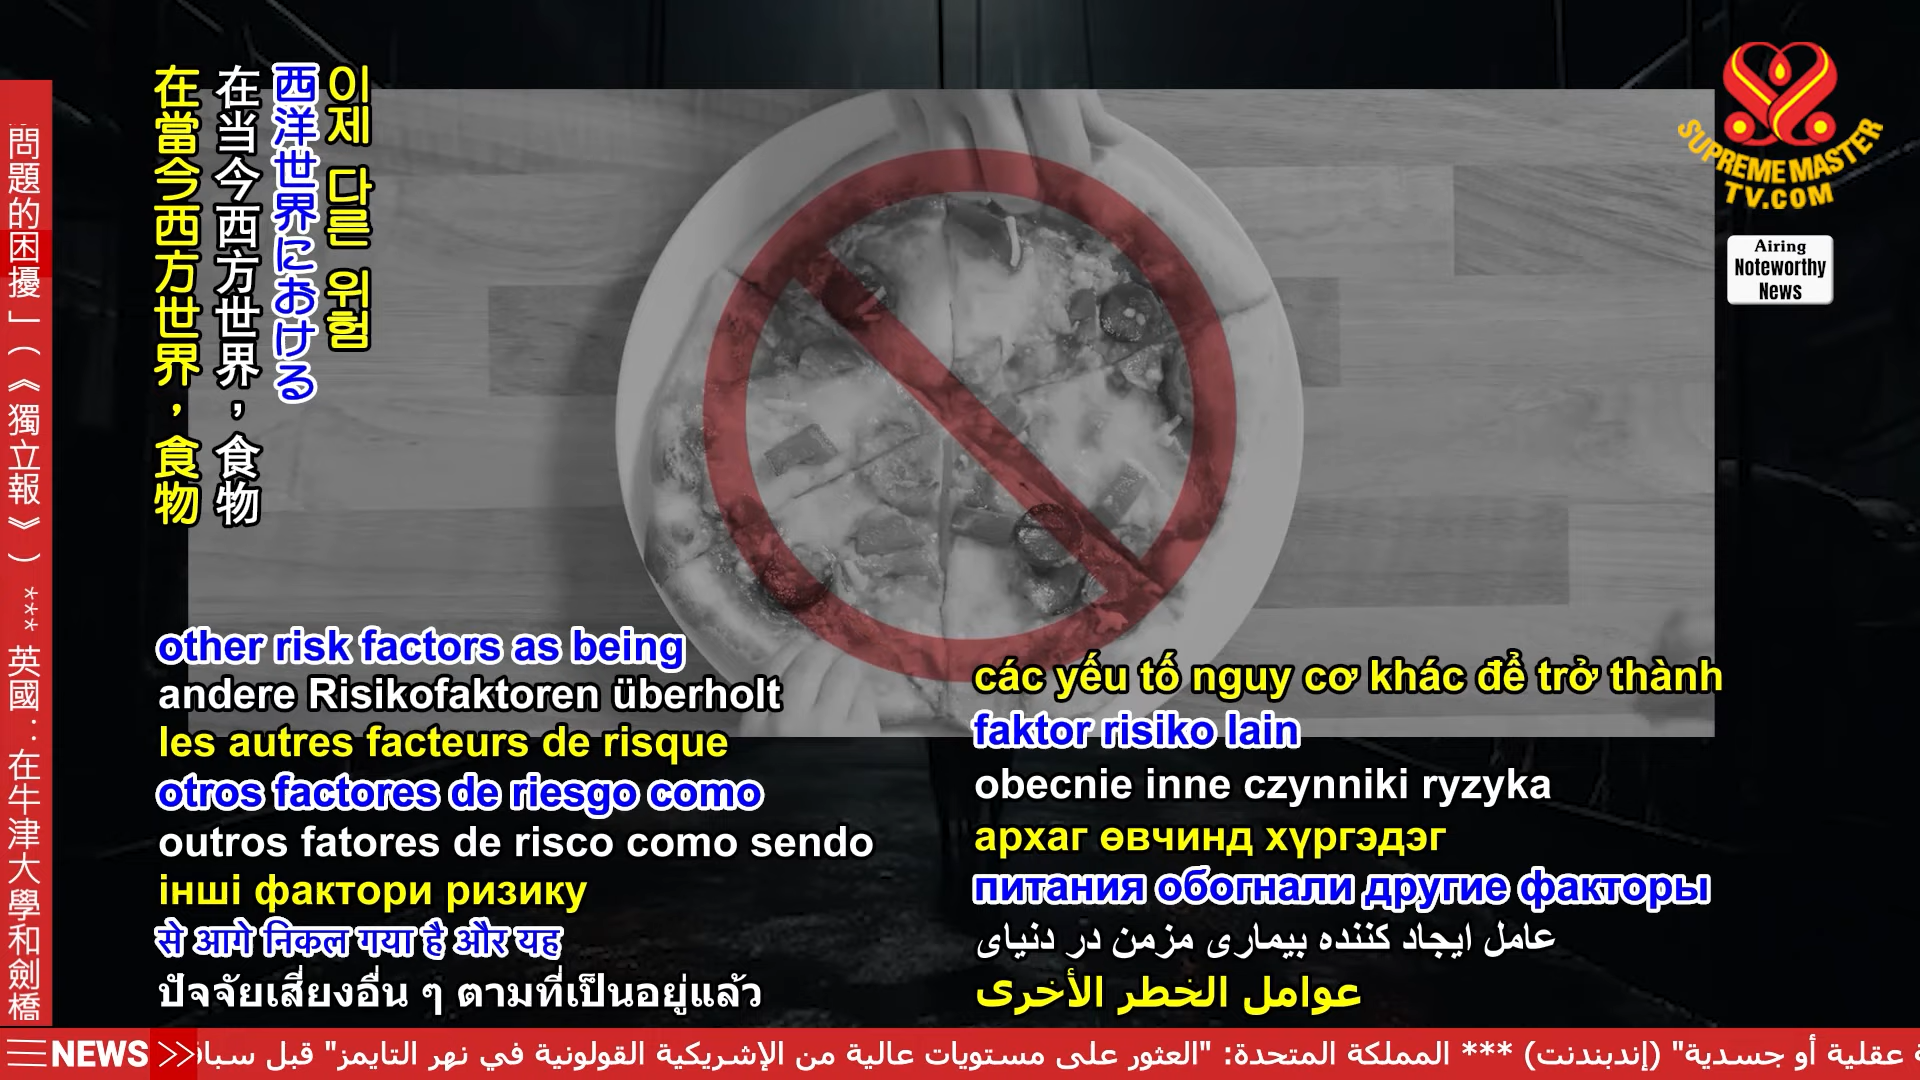 問題的困擾」(《獨立報》) *** 英國：在牛津大學和劍橋
在當今西方世界，食物
在当今西方世界，食物
西洋世界における
이제 다른 위험
SUPREME MASTER
TV.COM
Airing
Noteworthy
News
other risk factors as being
andere Risikofaktoren überholt
les autres facteurs de risque
otros factores de riesgo como
outros fatores de risco como sendo
інші фактори ризику
से आगे निकल गया है और यह
ปัจจัยเสี่ยงอื่น ๆ ตามที่เป็นอยู่แล้ว
các yếu tố nguy cơ khác để trở thành
faktor risiko lain
obecnie inne czynniki ryzyka
архаг өвчинд хүргэдэг
питания обогнали другие факторы
عامل ایجاد کننده بیماری مزمن در دنیای
عوامل الخطر الأخرى
NEWS
عقلية أو جسدية" (إندبندنت) *** المملكة المتحدة: "العثور على مستويات عالية من الإشريكية القولونية في نهر التايمز" قبل